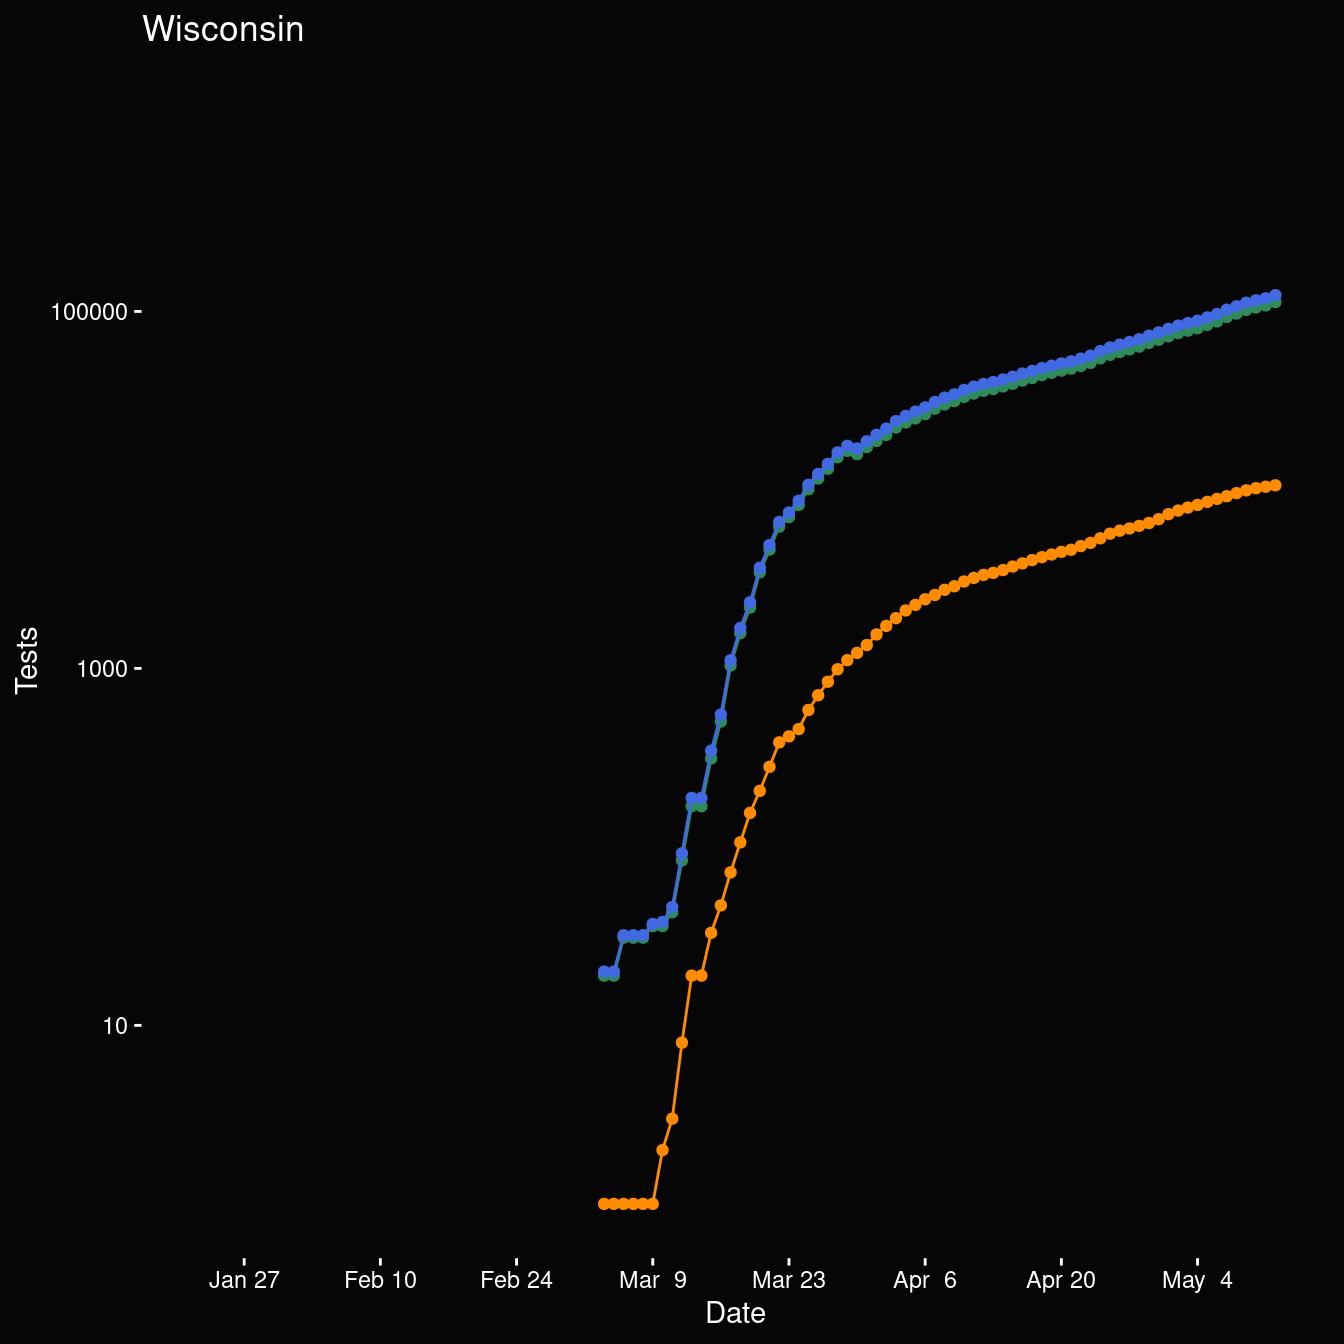 Wisconsin
100000
1000
10
Tests
Jan 27
Feb 10
Feb 24
Mar  9
Mar 23
Apr  6
Apr 20
May  4
Date